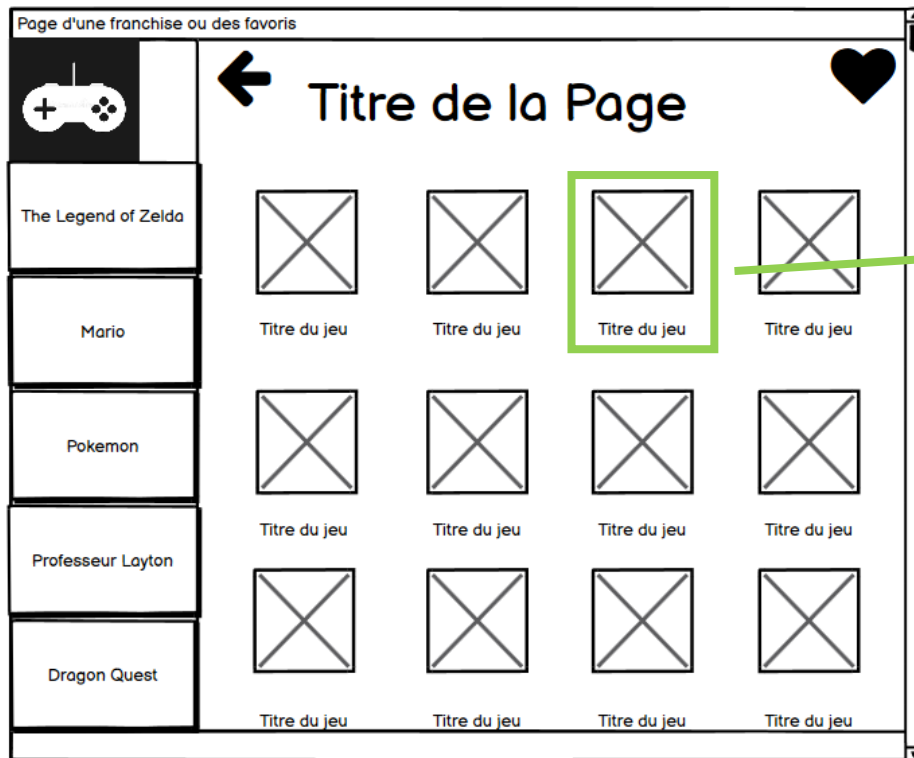 Page d'une franchise ou des favoris
Titre de la Page
The Legend of Zelda
Mario
Pokemon
Professeur Layton
Dragon Quest
Titre du jeu
Titre du jeu
Titre du jeu
Titre du jeu
Titre du jeu
Titre du jeu
Titre du jeu
Titre du jeu
Titre du jeu
Titre du jeu
Titre du jeu
Titre du jeu